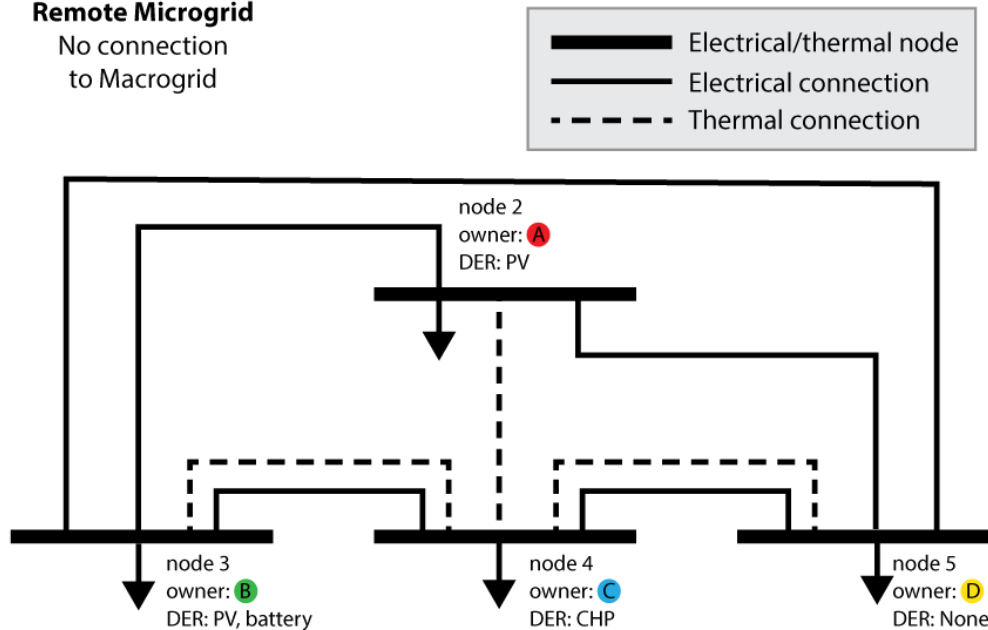 Remote Microgrid
No connection
to Macrogrid
Electrical/thermal node
Electrical connection
Thermal connection
node 2
owner: A
DER: PV
node 3
owner: B
DER: PV, battery
node 4
owner: C
DER: CHP
node 5
owner: D
DER: None